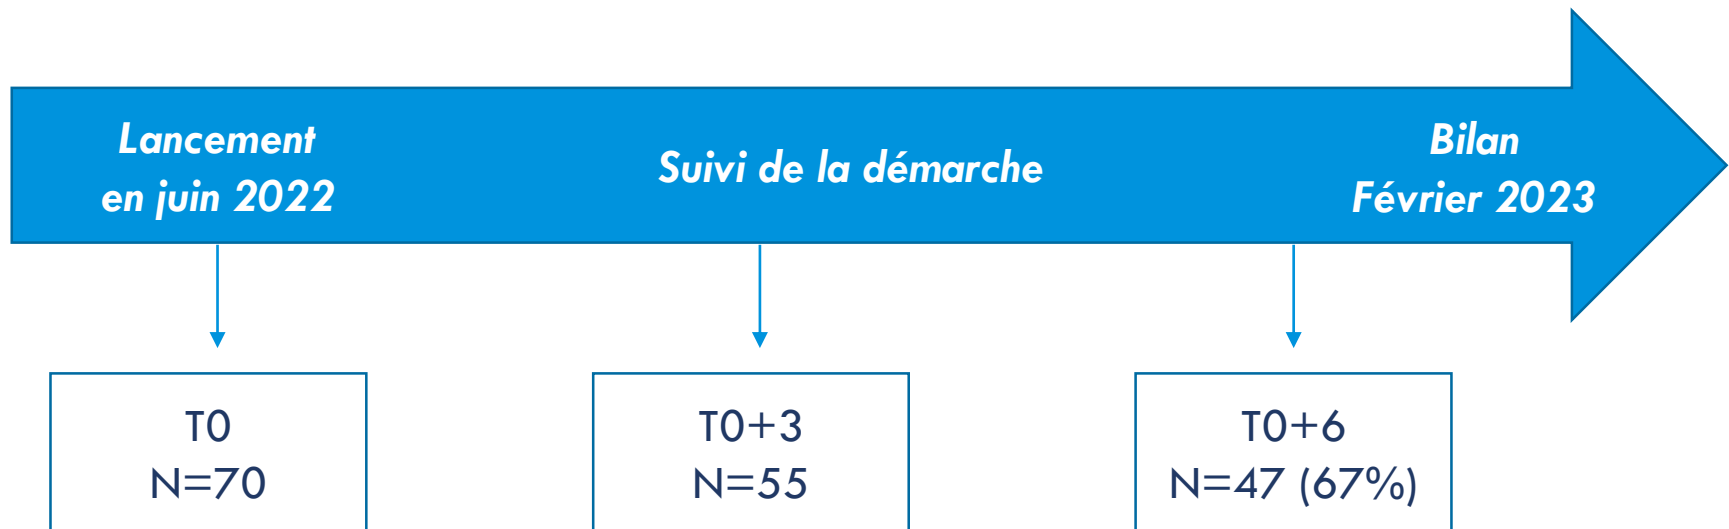 Lancement
en juin 2022
Suivi de la démarche
Bilan
Février 2023
T0
N=70
T0+3
N=55
T0+6
N=47 (67%)